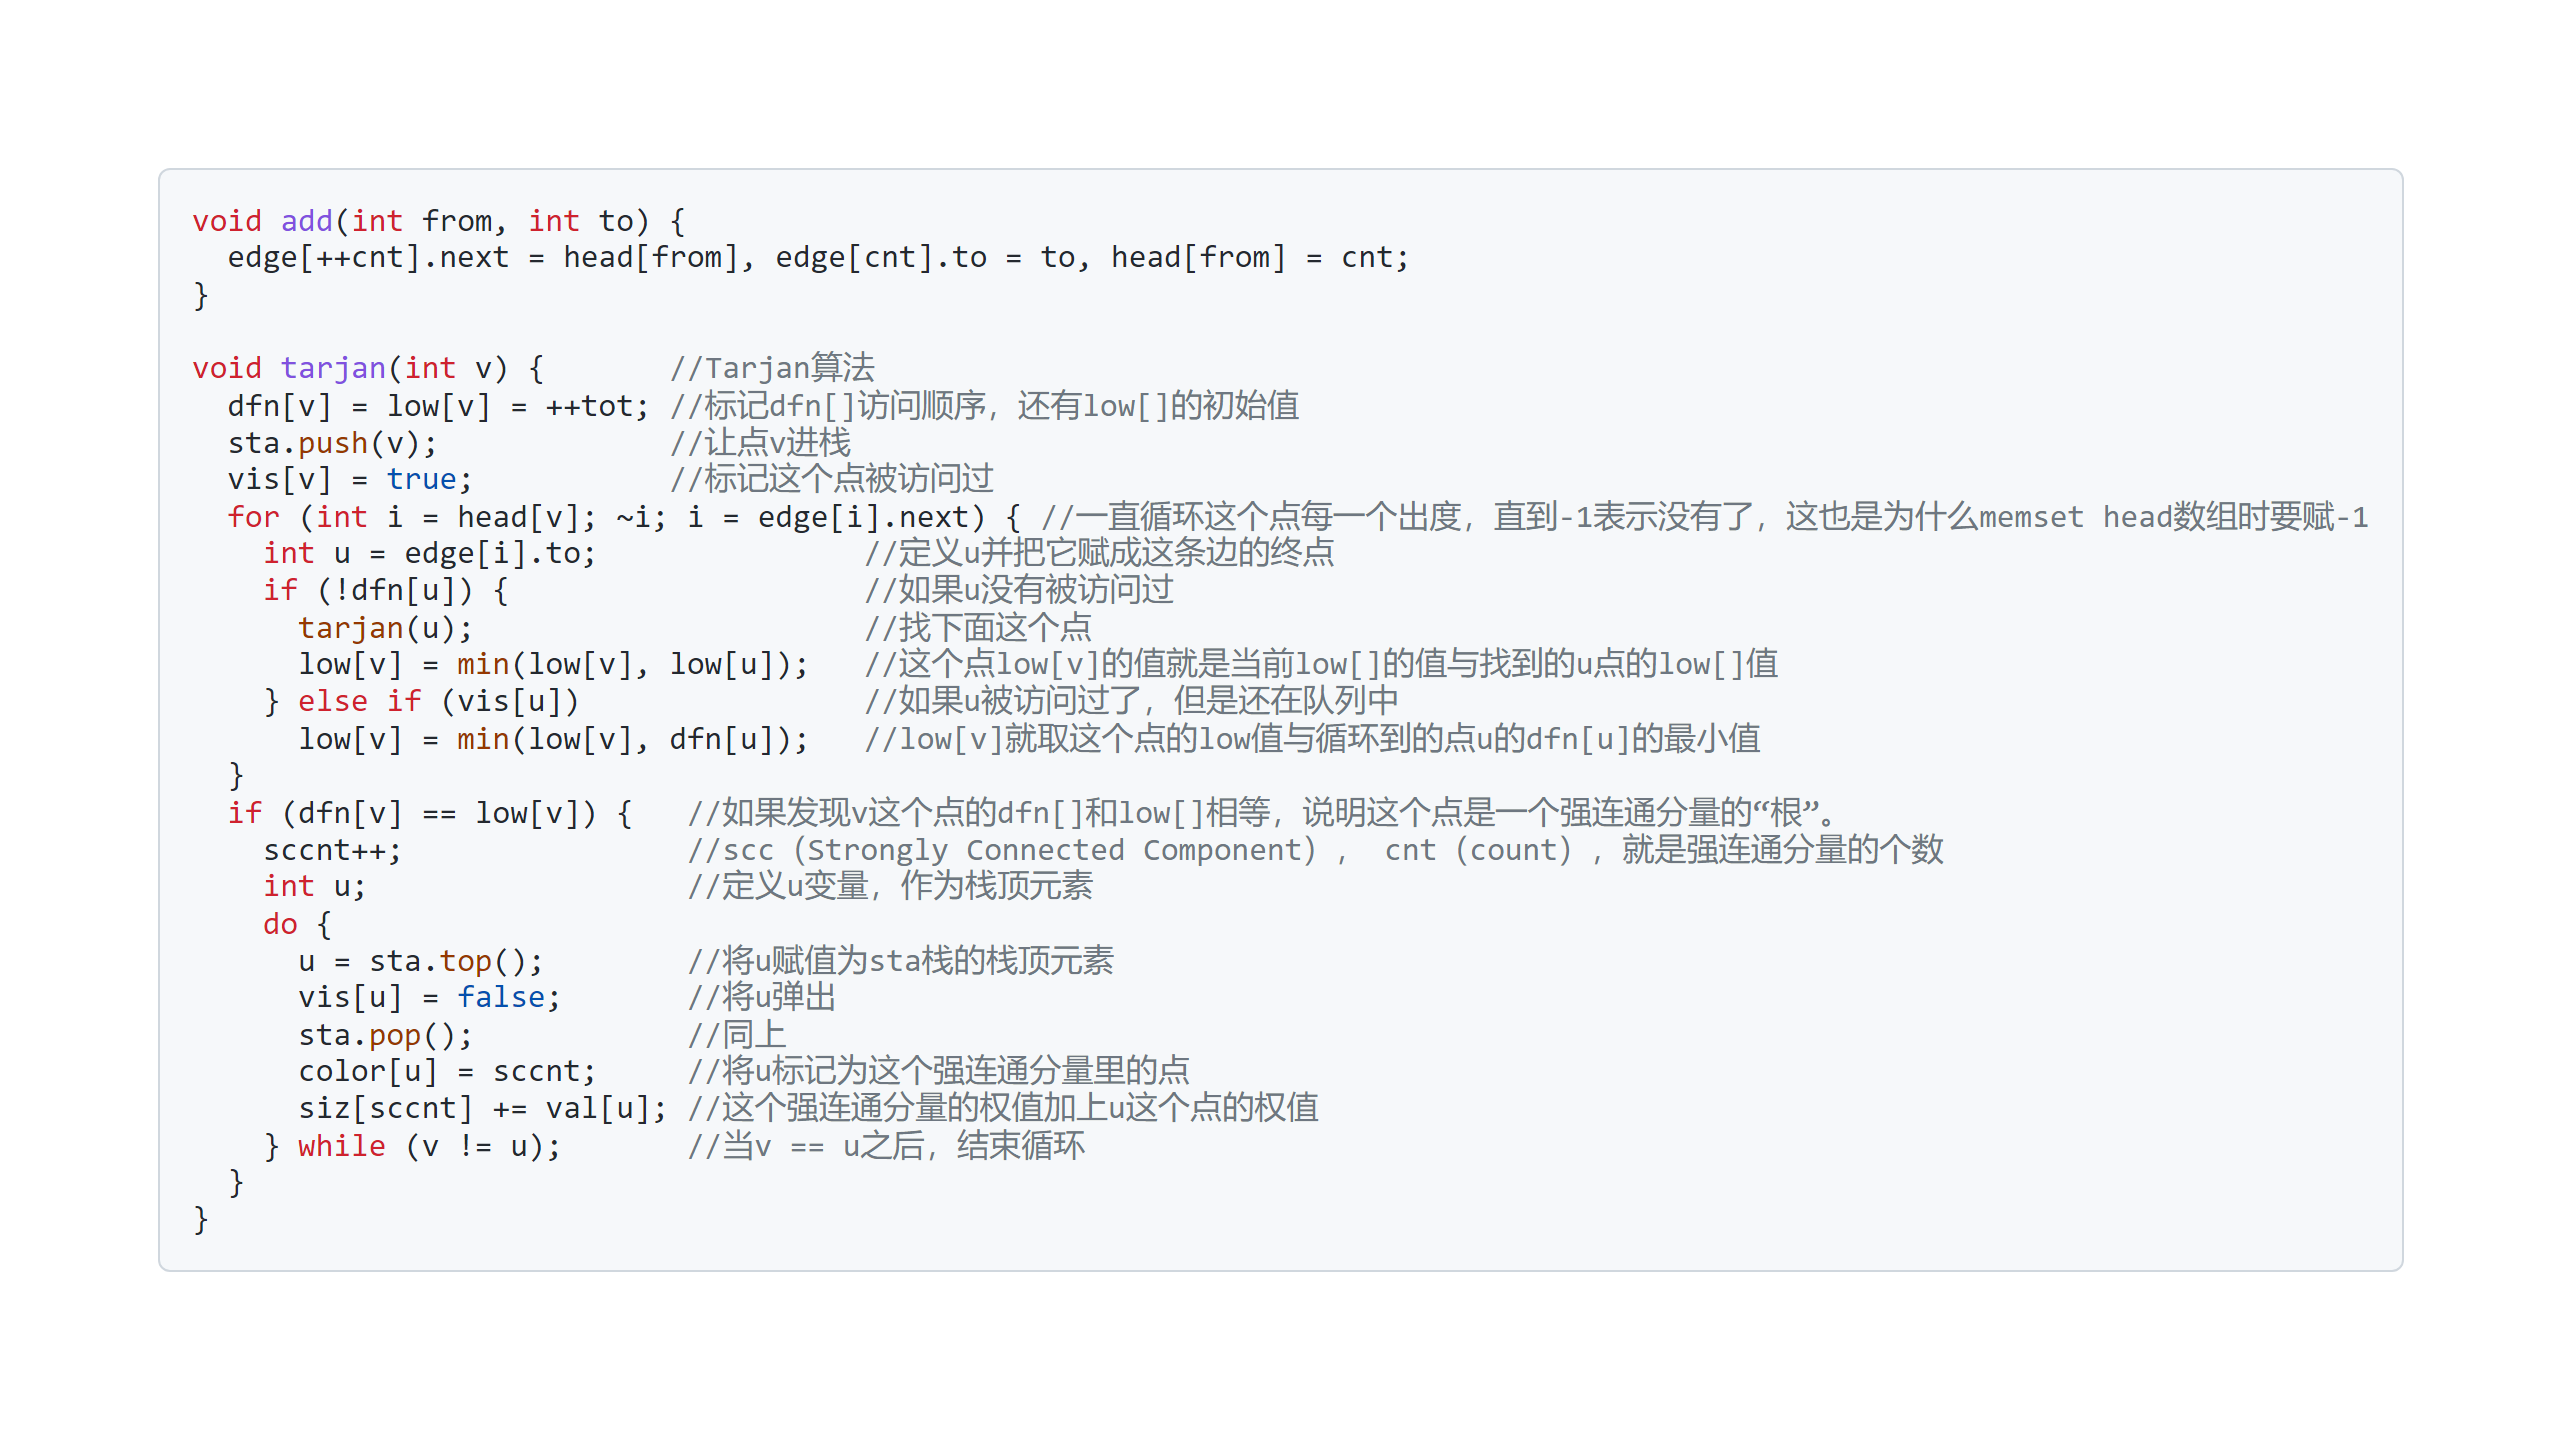 void add(int from, int to) {
  edge[++cnt].next = head[from], edge[cnt].to = to, head[from] = cnt;
}
void tarjan(int v) {       //Tarjan算法
  dfn[v] = low[v] = ++tot; //标记dfn[]访问顺序，还有low[]的初始值
  sta.push(v);             //让点v进栈
  vis[v] = true;           //标记这个点被访问过
  for (int i = head[v]; ~i; i = edge[i].next) { //一直循环这个点每一个出度，直到-1表示没有了，这也是为什么memset head数组时要赋-1
    int u = edge[i].to;               //定义u并把它赋成这条边的终点
    if (!dfn[u]) {                    //如果u没有被访问过
      tarjan(u);                      //找下面这个点
      low[v] = min(low[v], low[u]);   //这个点low[v]的值就是当前low[]的值与找到的u点的low[]值
    } else if (vis[u])                //如果u被访问过了，但是还在队列中
      low[v] = min(low[v], dfn[u]);   //low[v]就取这个点的low值与循环到的点u的dfn[u]的最小值
  }
  if (dfn[v] == low[v]) {   //如果发现v这个点的dfn[]和low[]相等，说明这个点是一个强连通分量的“根”。
    sccnt++;                //scc（Strongly Connected Component）， cnt（count），就是强连通分量的个数
    int u;                  //定义u变量，作为栈顶元素
    do {
      u = sta.top();        //将u赋值为sta栈的栈顶元素
      vis[u] = false;       //将u弹出
      sta.pop();            //同上
      color[u] = sccnt;     //将u标记为这个强连通分量里的点
      siz[sccnt] += val[u]; //这个强连通分量的权值加上u这个点的权值
    } while (v != u);       //当v == u之后，结束循环
  }
}